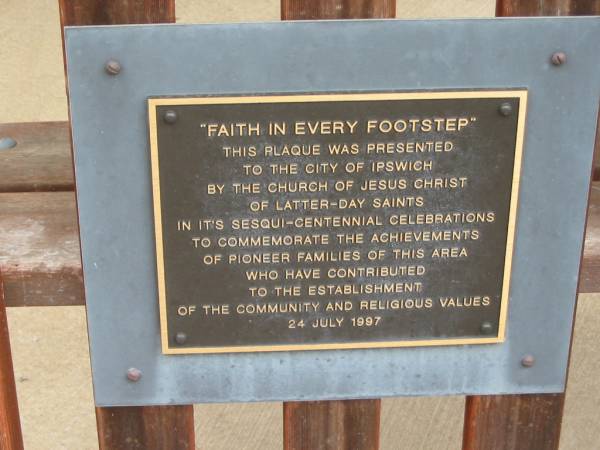 "FAITH IN EVERY FOOTSTEP"
THIS PLAQUE WAS PRESENTED
TO THE CITY OF IPSWICH
BY THE CHURCH OF JESUS CHRIST
OF LATTER-DAY SAINTS
IN IT'S SESQUI-CENTENNIAL CELEBRATIONS
TO COMMEMORATE THE ACHIEVEMENTS
OF PIONEER FAMILIES OF THIS AREA
WHO HAVE CONTRIBUTED
TO THE ESTABLISHMENT
OF THE COMMUNITY AND RELIGIOUS VALUES
24 JULY 1997